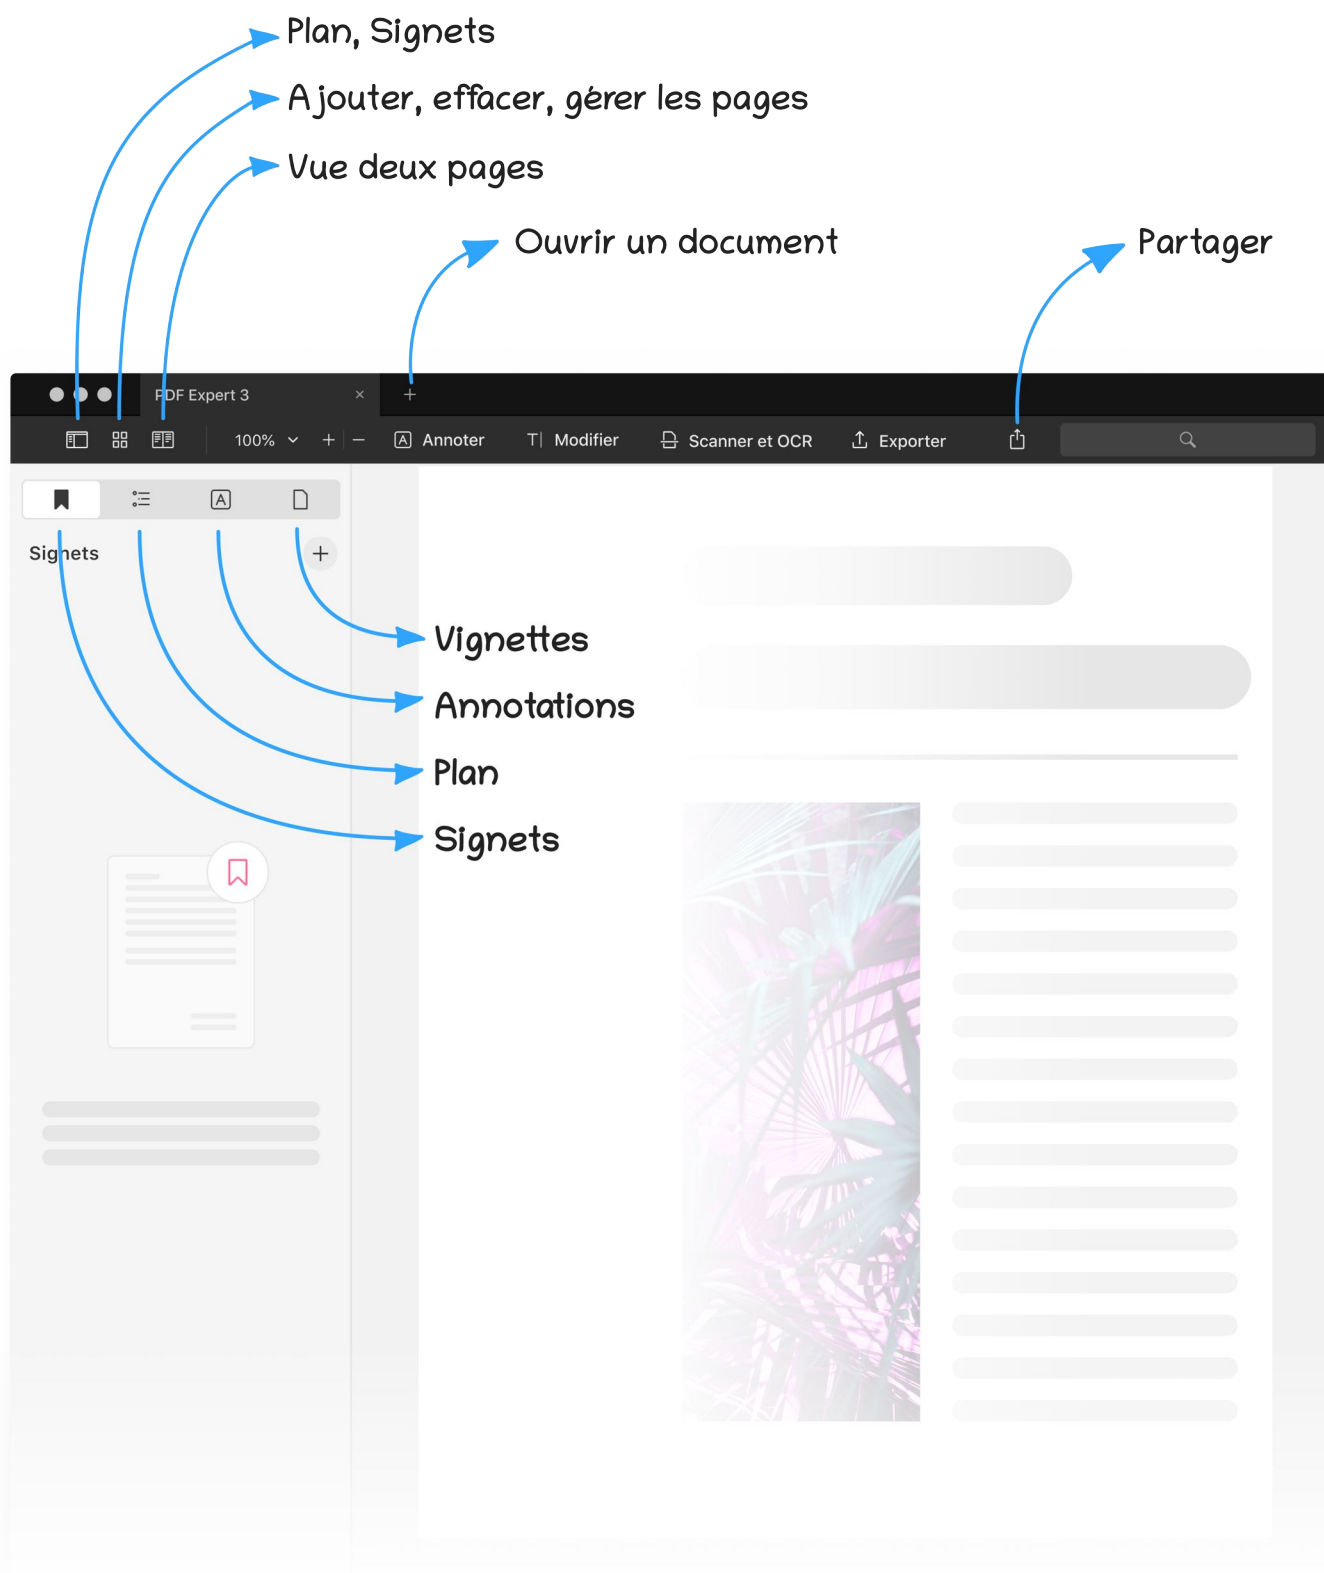 Plan, Signets
Ajouter, effacer, gérer les pages
Vue deux pages
Ouvrir un document
Partager
PDF Expert 3
100%
Annoter
Modifier
Scanner et OCR
Exporter
Signets
Vignettes
Annotations
Plan
Signets